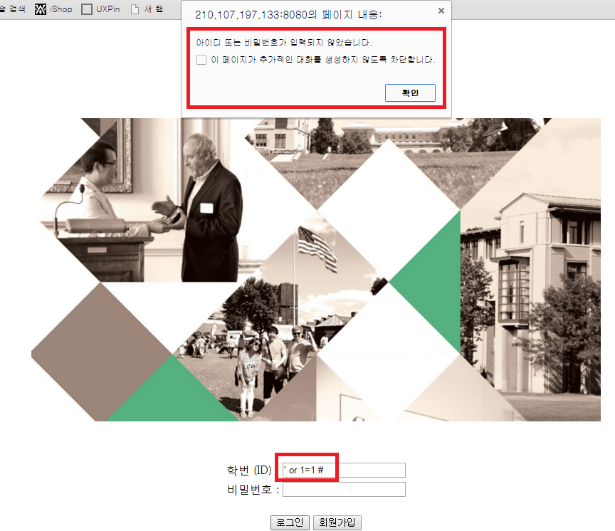 검색 iShop UXPin 새 탭
210.107.197.133:8080의 페이지 내용: ×
아이디 또는 비밀번호가 입력되지 않았습니다.
이 페이지가 추가적인 대화를 생성하지 않도록 차단합니다.
확인
학번 (ID) ' or 1=1 #
비밀번호 :
로그인 회원가입